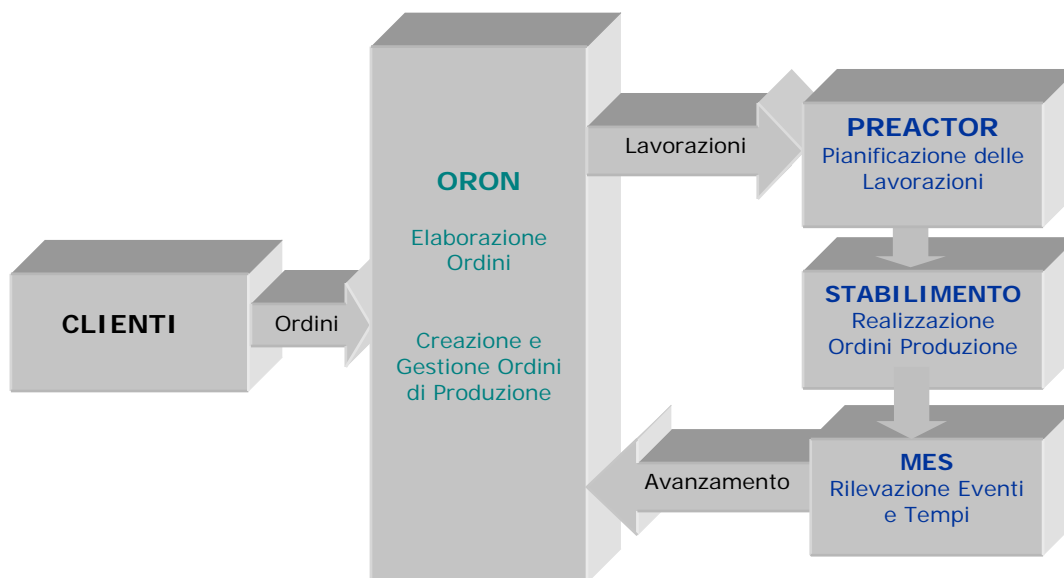 CLIENTI
Ordini
ORON
Elaborazione
Ordini
Creazione e
Gestione Ordini
di Produzione
Lavorazioni
PREACTOR
Pianificazione delle
Lavorazioni
STABILIMENTO
Realizzazione
Ordini Produzione
MES
Rilevazione Eventi
e Tempi
Avanzamento